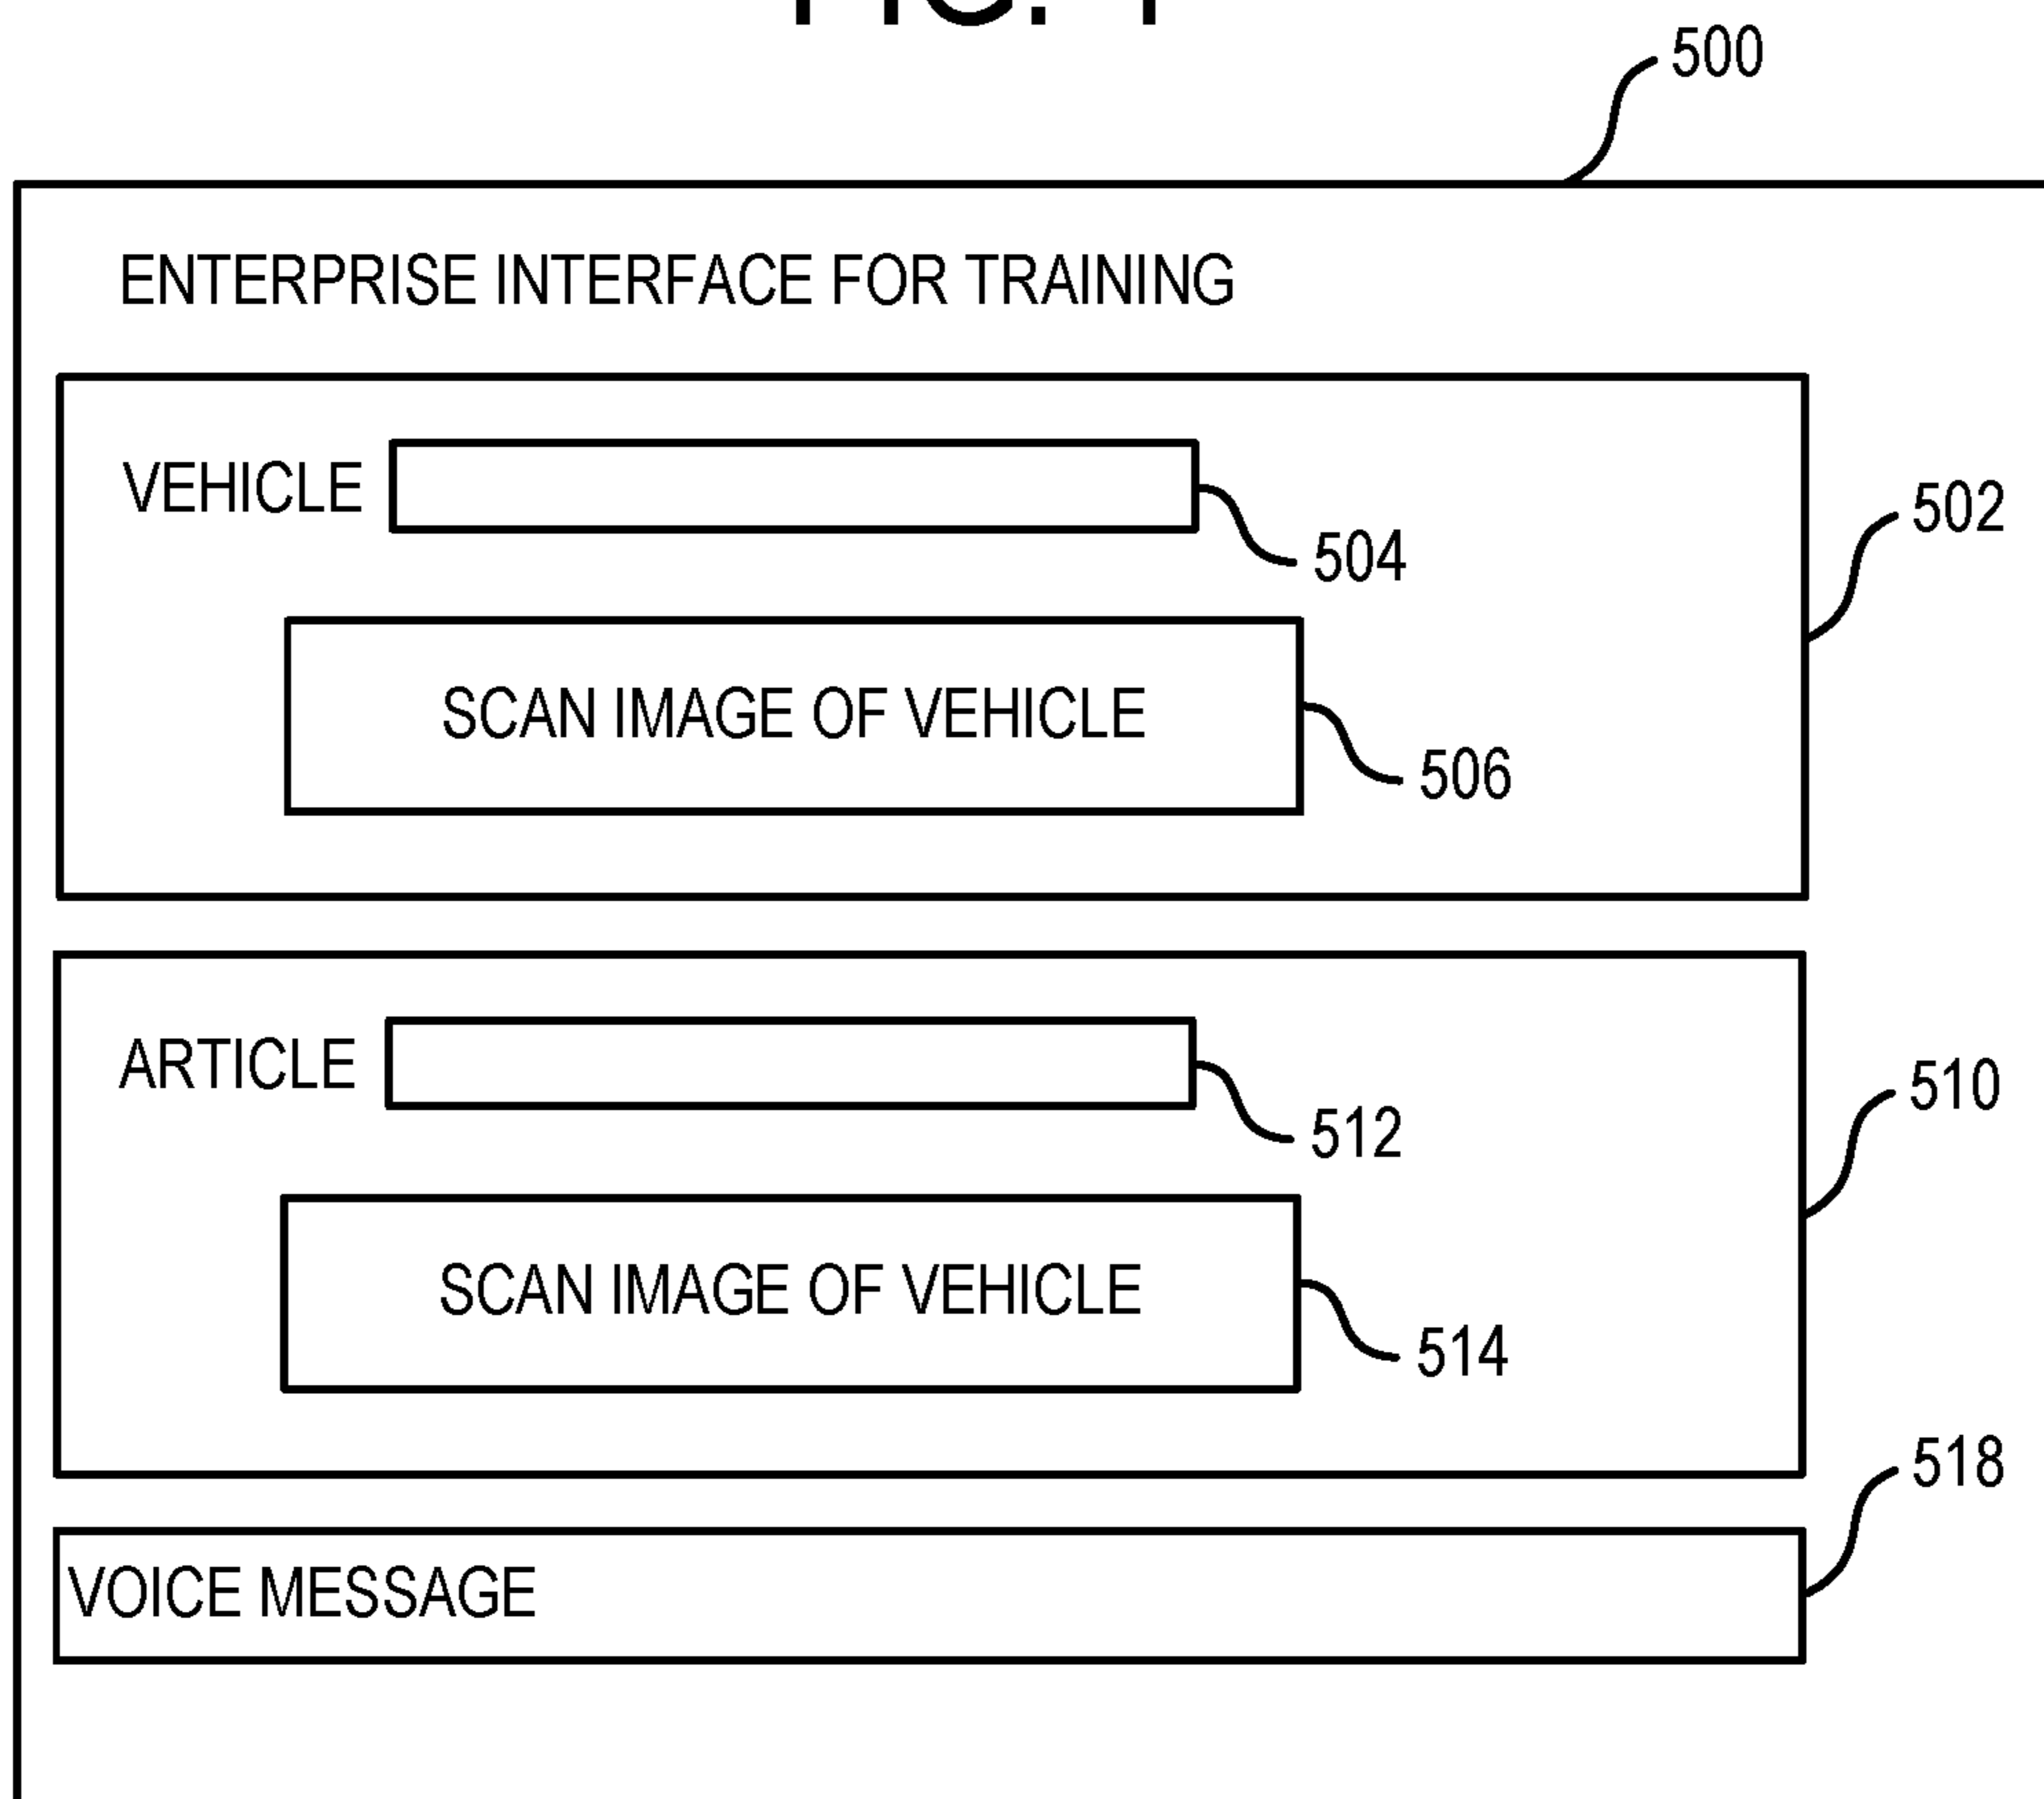 500
ENTERPRISE INTERFACE FOR TRAINING
VEHICLE
504
502
SCAN IMAGE OF VEHICLE
506
ARTICLE
512
510
SCAN IMAGE OF VEHICLE
514
518
VOICE MESSAGE